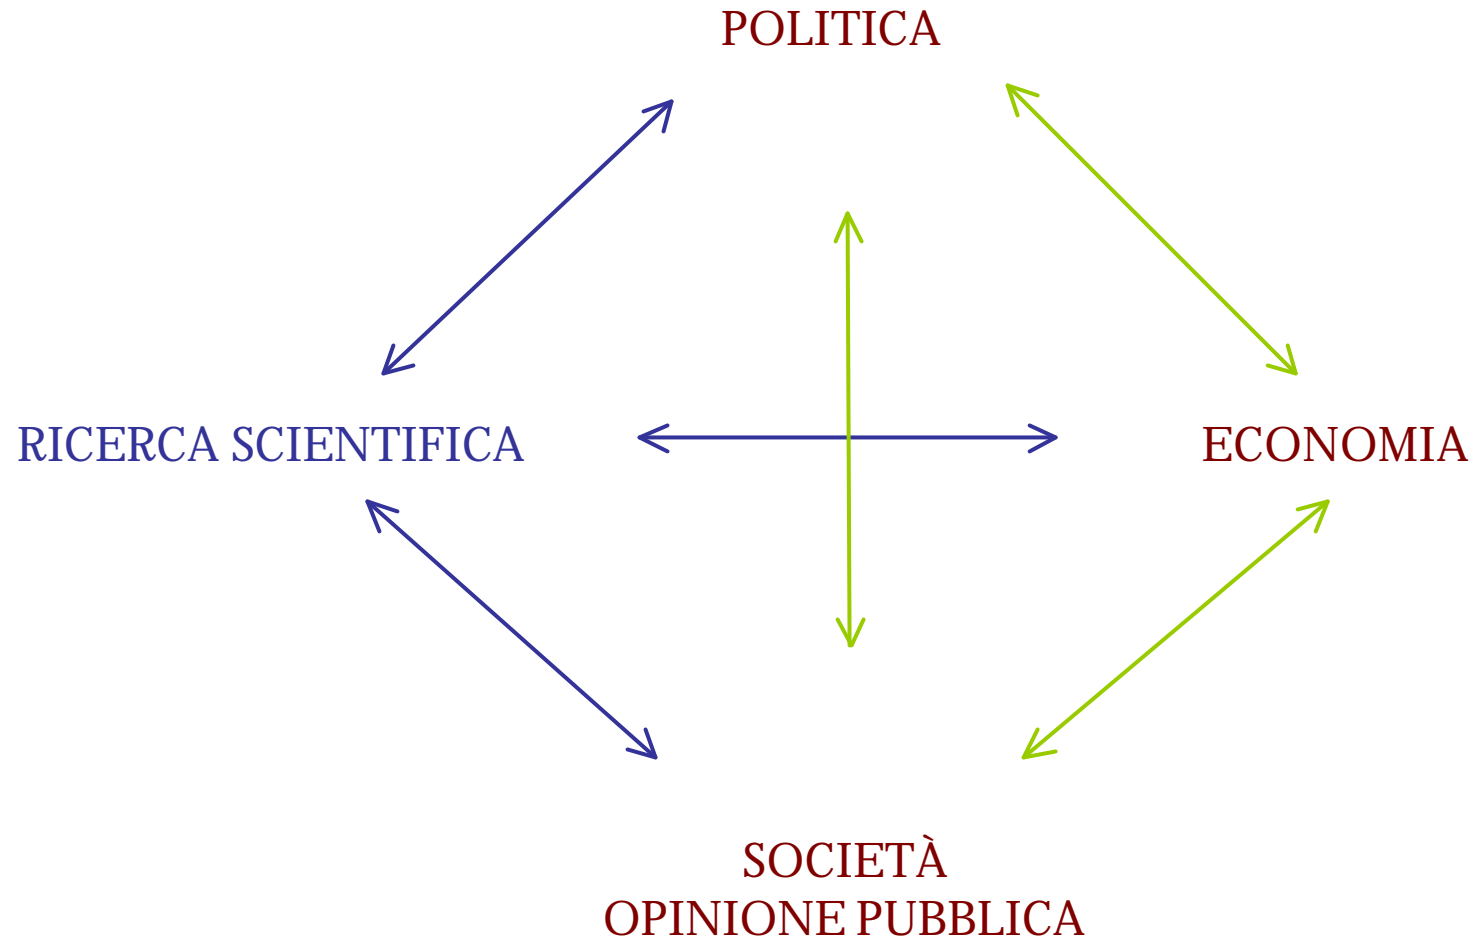 POLITICA
RICERCA SCIENTIFICA
ECONOMIA
SOCIETÀ
OPINIONE PUBBLICA